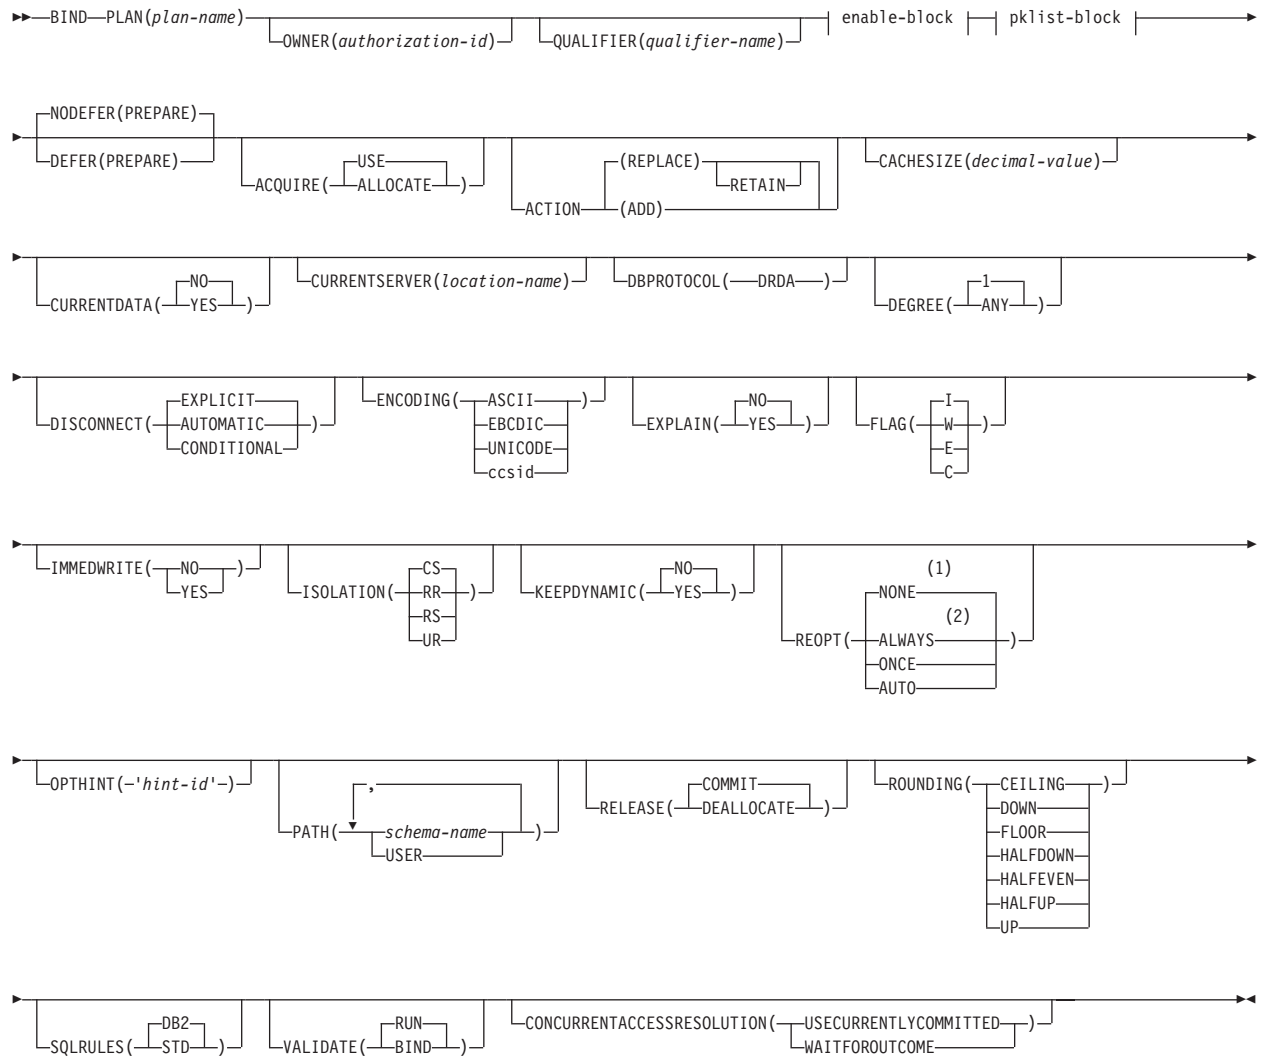 BIND PLAN(plan-name) enable-block pklist-block
OWNER(authorization-id) QUALIFIER(qualifier-name)
NODEFER(PREPARE)
DEFER(PREPARE) USE (REPLACE) CACHESIZE(decimal-value)
ACQUIRE( ALLOCATE ) RETAIN
ACTION (ADD)
NO CURRENTSERVER(location-name) DBPROTOCOL( DRDA ) 1
CURRENTDATA( YES ) DEGREE( ANY )
EXPLICIT ENCODING( ASCII ) NO I
DISCONNECT( AUTOMATIC ) EBCDIC EXPLAIN( YES ) FLAG( W )
CONDITIONAL UNICODE E
ccsid C
IMMEDWRITE( NO ) CS NO (1)
YES ISOLATION( RR ) KEEPDYNAMIC( YES ) NONE
RS (2)
UR REOPT( ALWAYS )
ONCE
AUTO
OPTHINT( 'hint-id' ) , COMMIT ROUNDING( CEILING )
RELEASE( DEALLOCATE ) DOWN
PATH( schema-name ) FLOOR
USER HALFDOWN
HALFEVEN
HALFUP
UP
DB2 RUN CONCURRENTACCESSRESOLUTION( USECURRENTLYCOMMITTED )
SQLRULES( STD ) VALIDATE( BIND ) WAITFOROUTCOME